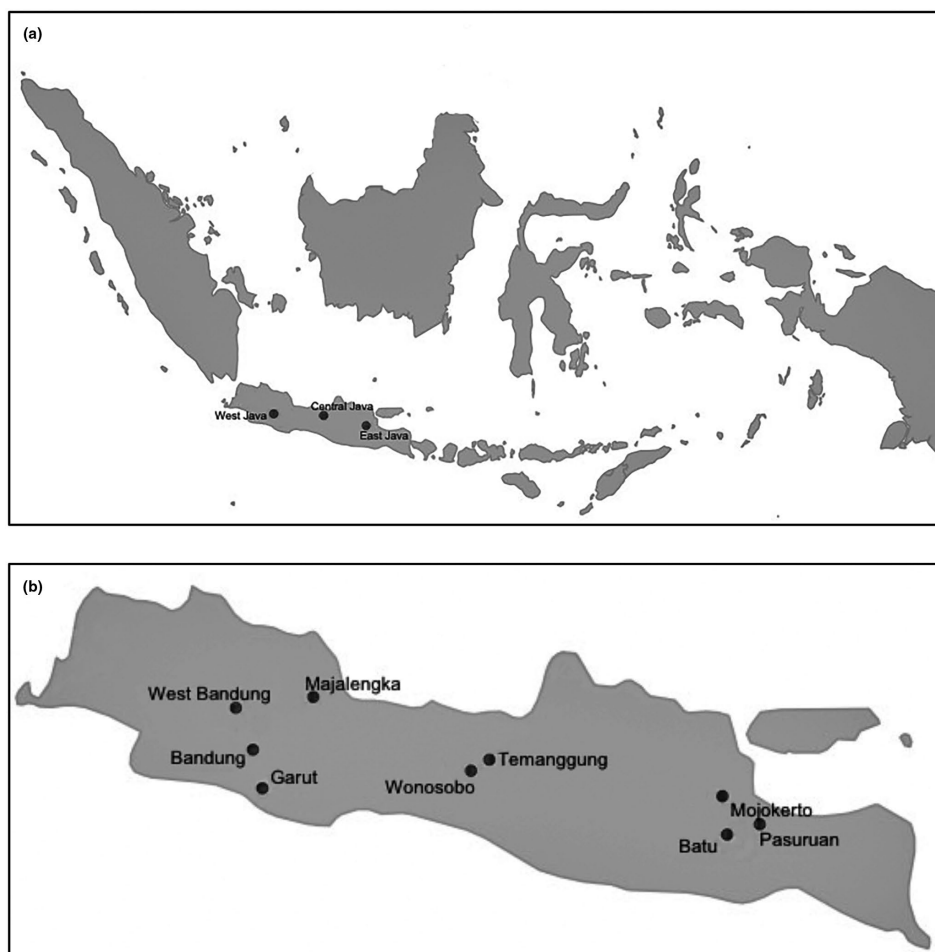 (a)
Central Java
West Java
East Java
(b)
Majalengka
West Bandung
Bandung
Garut
Temanggung
Wonosobo
Mojokerto
Pasuruan
Batu